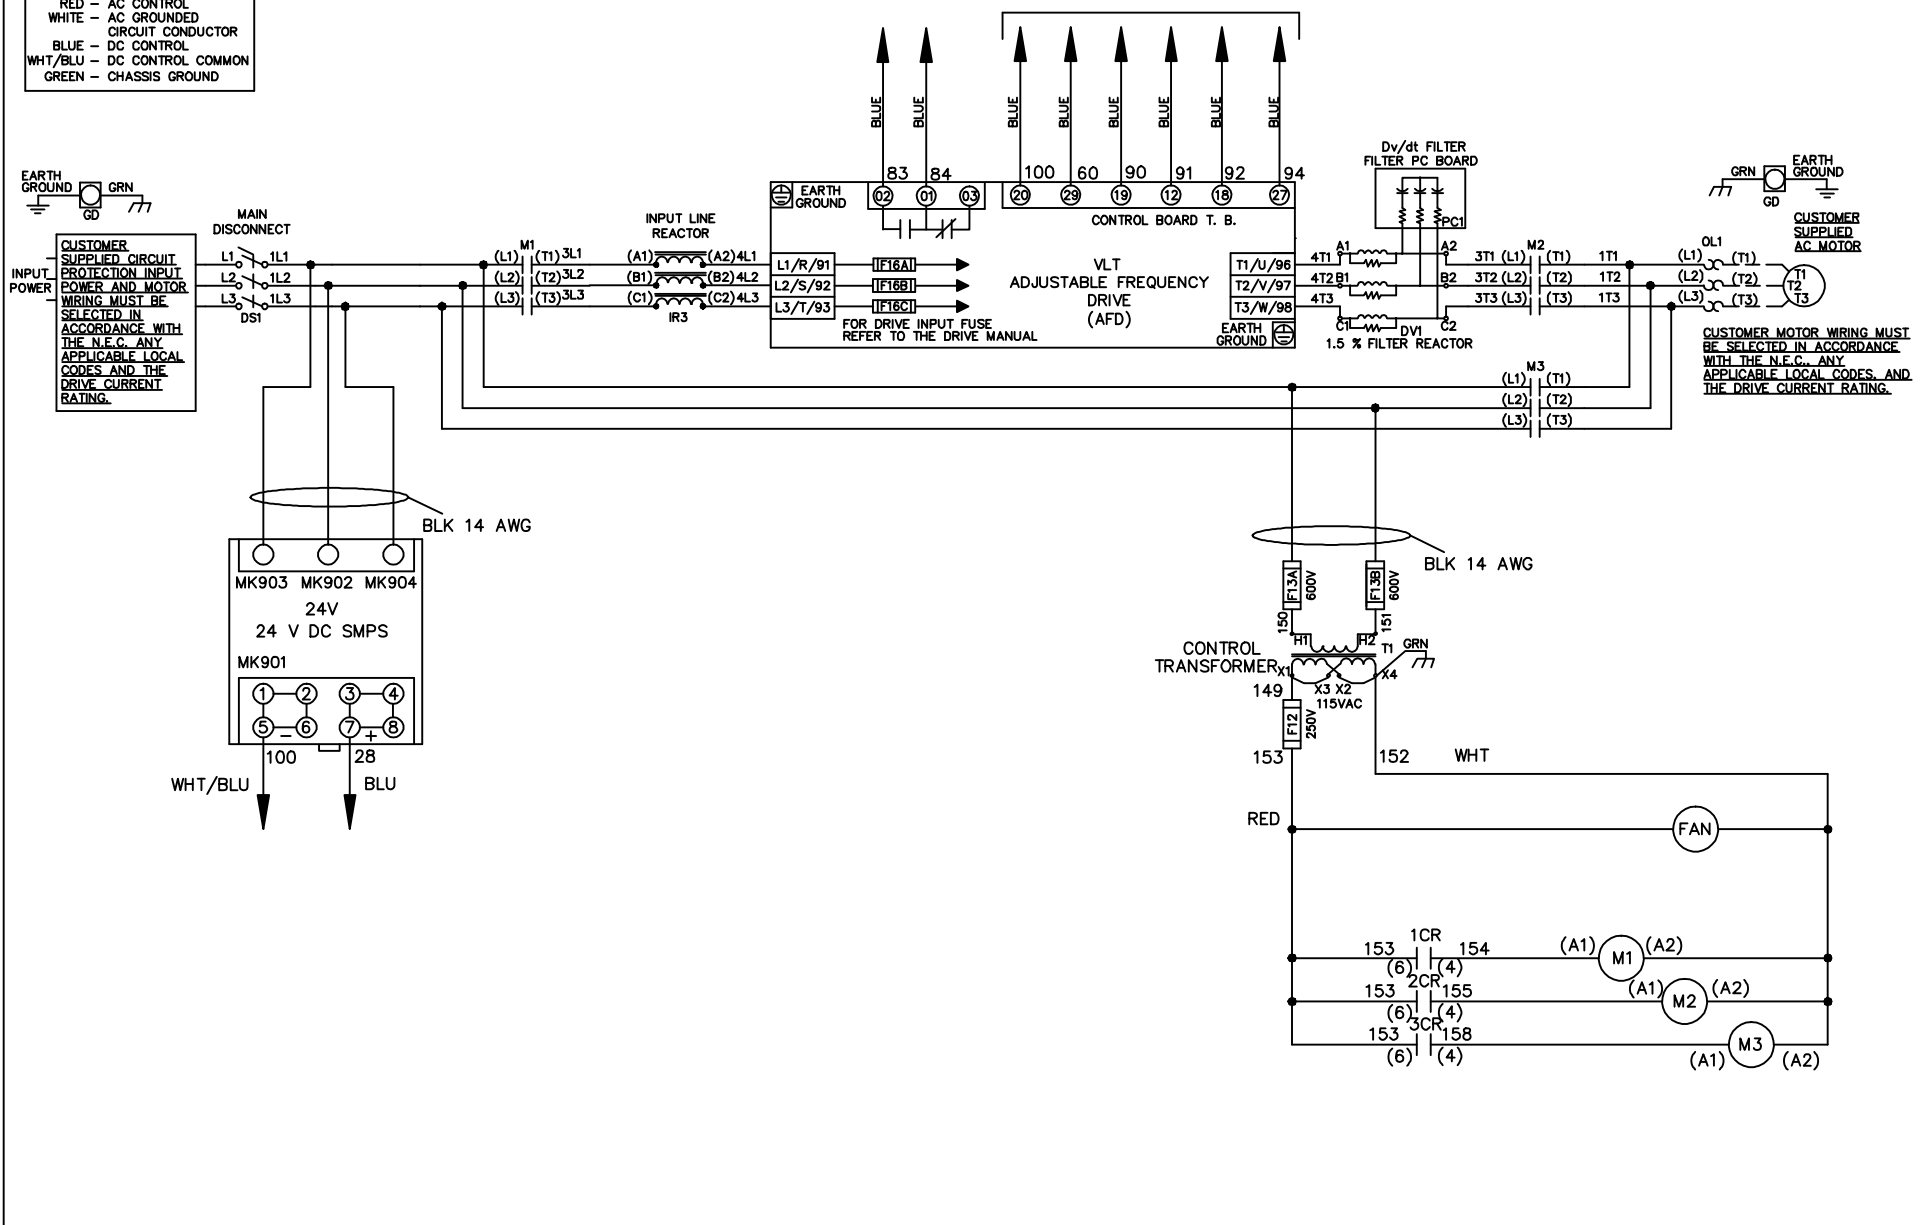 RED – AC CONTROL
WHITE – AC GROUNDED
CIRCUIT CONDUCTOR
BLUE – DC CONTROL
WHT/BLU – DC CONTROL COMMON
GREEN – CHASSIS GROUND
BLUE
BLUE
BLUE
BLUE
BLUE
BLUE
BLUE
BLUE
83
84
100
60
90
91
92
94
EARTH
GROUND
GRN
GD
EARTH
GROUND
02
01
03
20
29
19
12
18
27
CONTROL BOARD T. B.
Dv/dt FILTER
FILTER PC BOARD
PC1
GRN
EARTH
GROUND
GD
CUSTOMER
SUPPLIED
AC MOTOR
INPUT
POWER
CUSTOMER
SUPPLIED CIRCUIT
PROTECTION INPUT
POWER AND MOTOR
WIRING MUST BE
SELECTED IN
ACCORDANCE WITH
THE N.E.C. ANY
APPLICABLE LOCAL
CODES AND THE
DRIVE CURRENT
RATING.
MAIN
DISCONNECT
L1 1L1
L2 1L2
L3 1L3
DS1
M1
(L1) (T1) 3L1
(L2) (T2) 3L2
(L3) (T3) 3L3
INPUT LINE
REACTOR
(A1) (A2) 4L1
(B1) (B2) 4L2
(C1) (C2) 4L3
IR3
L1/R/91
L2/S/92
L3/T/93
F16A
F16B
F16C
FOR DRIVE INPUT FUSE
REFER TO THE DRIVE MANUAL
VLT
ADJUSTABLE FREQUENCY
DRIVE
(AFD)
T1/U/96
T2/V/97
T3/W/98
EARTH
GROUND
4T1 A1 A2
4T2 B1 B2
4T3
C1 DV1 C2
1.5 % FILTER REACTOR
M2
3T1 (L1) (T1) 1T1
3T2 (L2) (T2) 1T2
3T3 (L3) (T3) 1T3
OL1
(L1) (T1)
(L2) (T2)
(L3) (T3)
T1
T2
T3
CUSTOMER MOTOR WIRING MUST
BE SELECTED IN ACCORDANCE
WITH THE N.E.C., ANY
APPLICABLE LOCAL CODES, AND
THE DRIVE CURRENT RATING.
M3
(L1) (T1)
(L2) (T2)
(L3) (T3)
BLK 14 AWG
MK903 MK902 MK904
24V
24 V DC SMPS
MK901
1 2 3 4
5 6 7 8
– +
100
28
WHT/BLU
BLU
BLK 14 AWG
F13A
600V
F13B
600V
150
151
H1 H2
T1
GRN
CONTROL
TRANSFORMER
X1
X3 X2
X4
115VAC
149
F12
250V
153
152
WHT
RED
FAN
1CR
153 154
(6) (4)
(A1) M1 (A2)
2CR
153 155
(6) (4)
(A1) M2 (A2)
3CR
153 158
(6) (4)
(A1) M3 (A2)